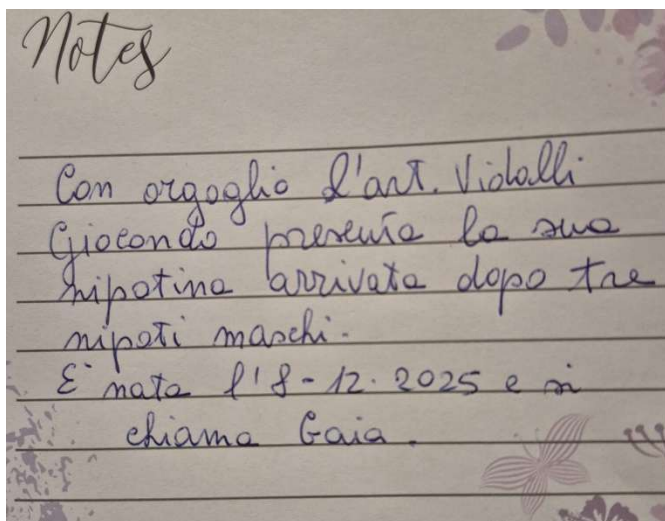 Notes
Con orgoglio l'art. Vidalli
Giocondo presenta la sua
nipotina arrivata dopo tre
nipoti maschi.
E' nata l'8-12.2025 e si
chiama Gaia.